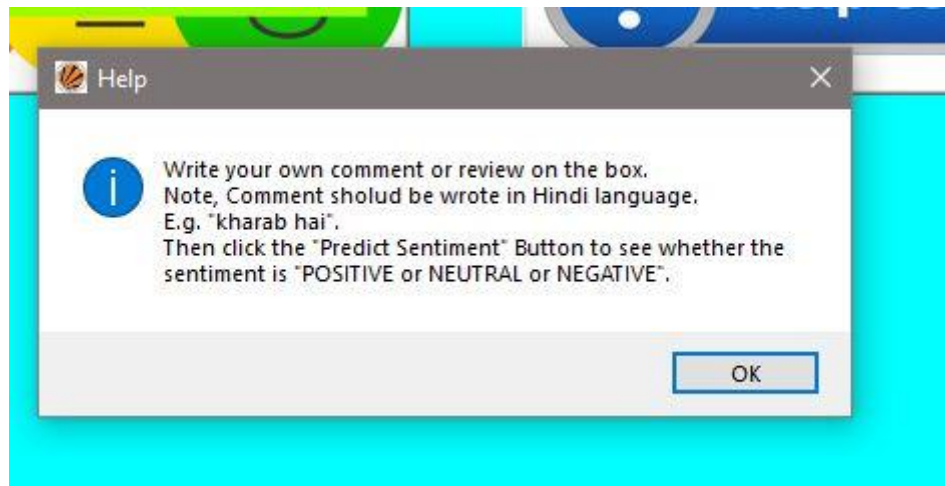 Help
Write your own comment or review on the box.
Note, Comment sholud be wrote in Hindi language.
E.g. "kharab hai".
Then click the "Predict Sentiment" Button to see whether the
sentiment is "POSITIVE or NEUTRAL or NEGATIVE".
OK